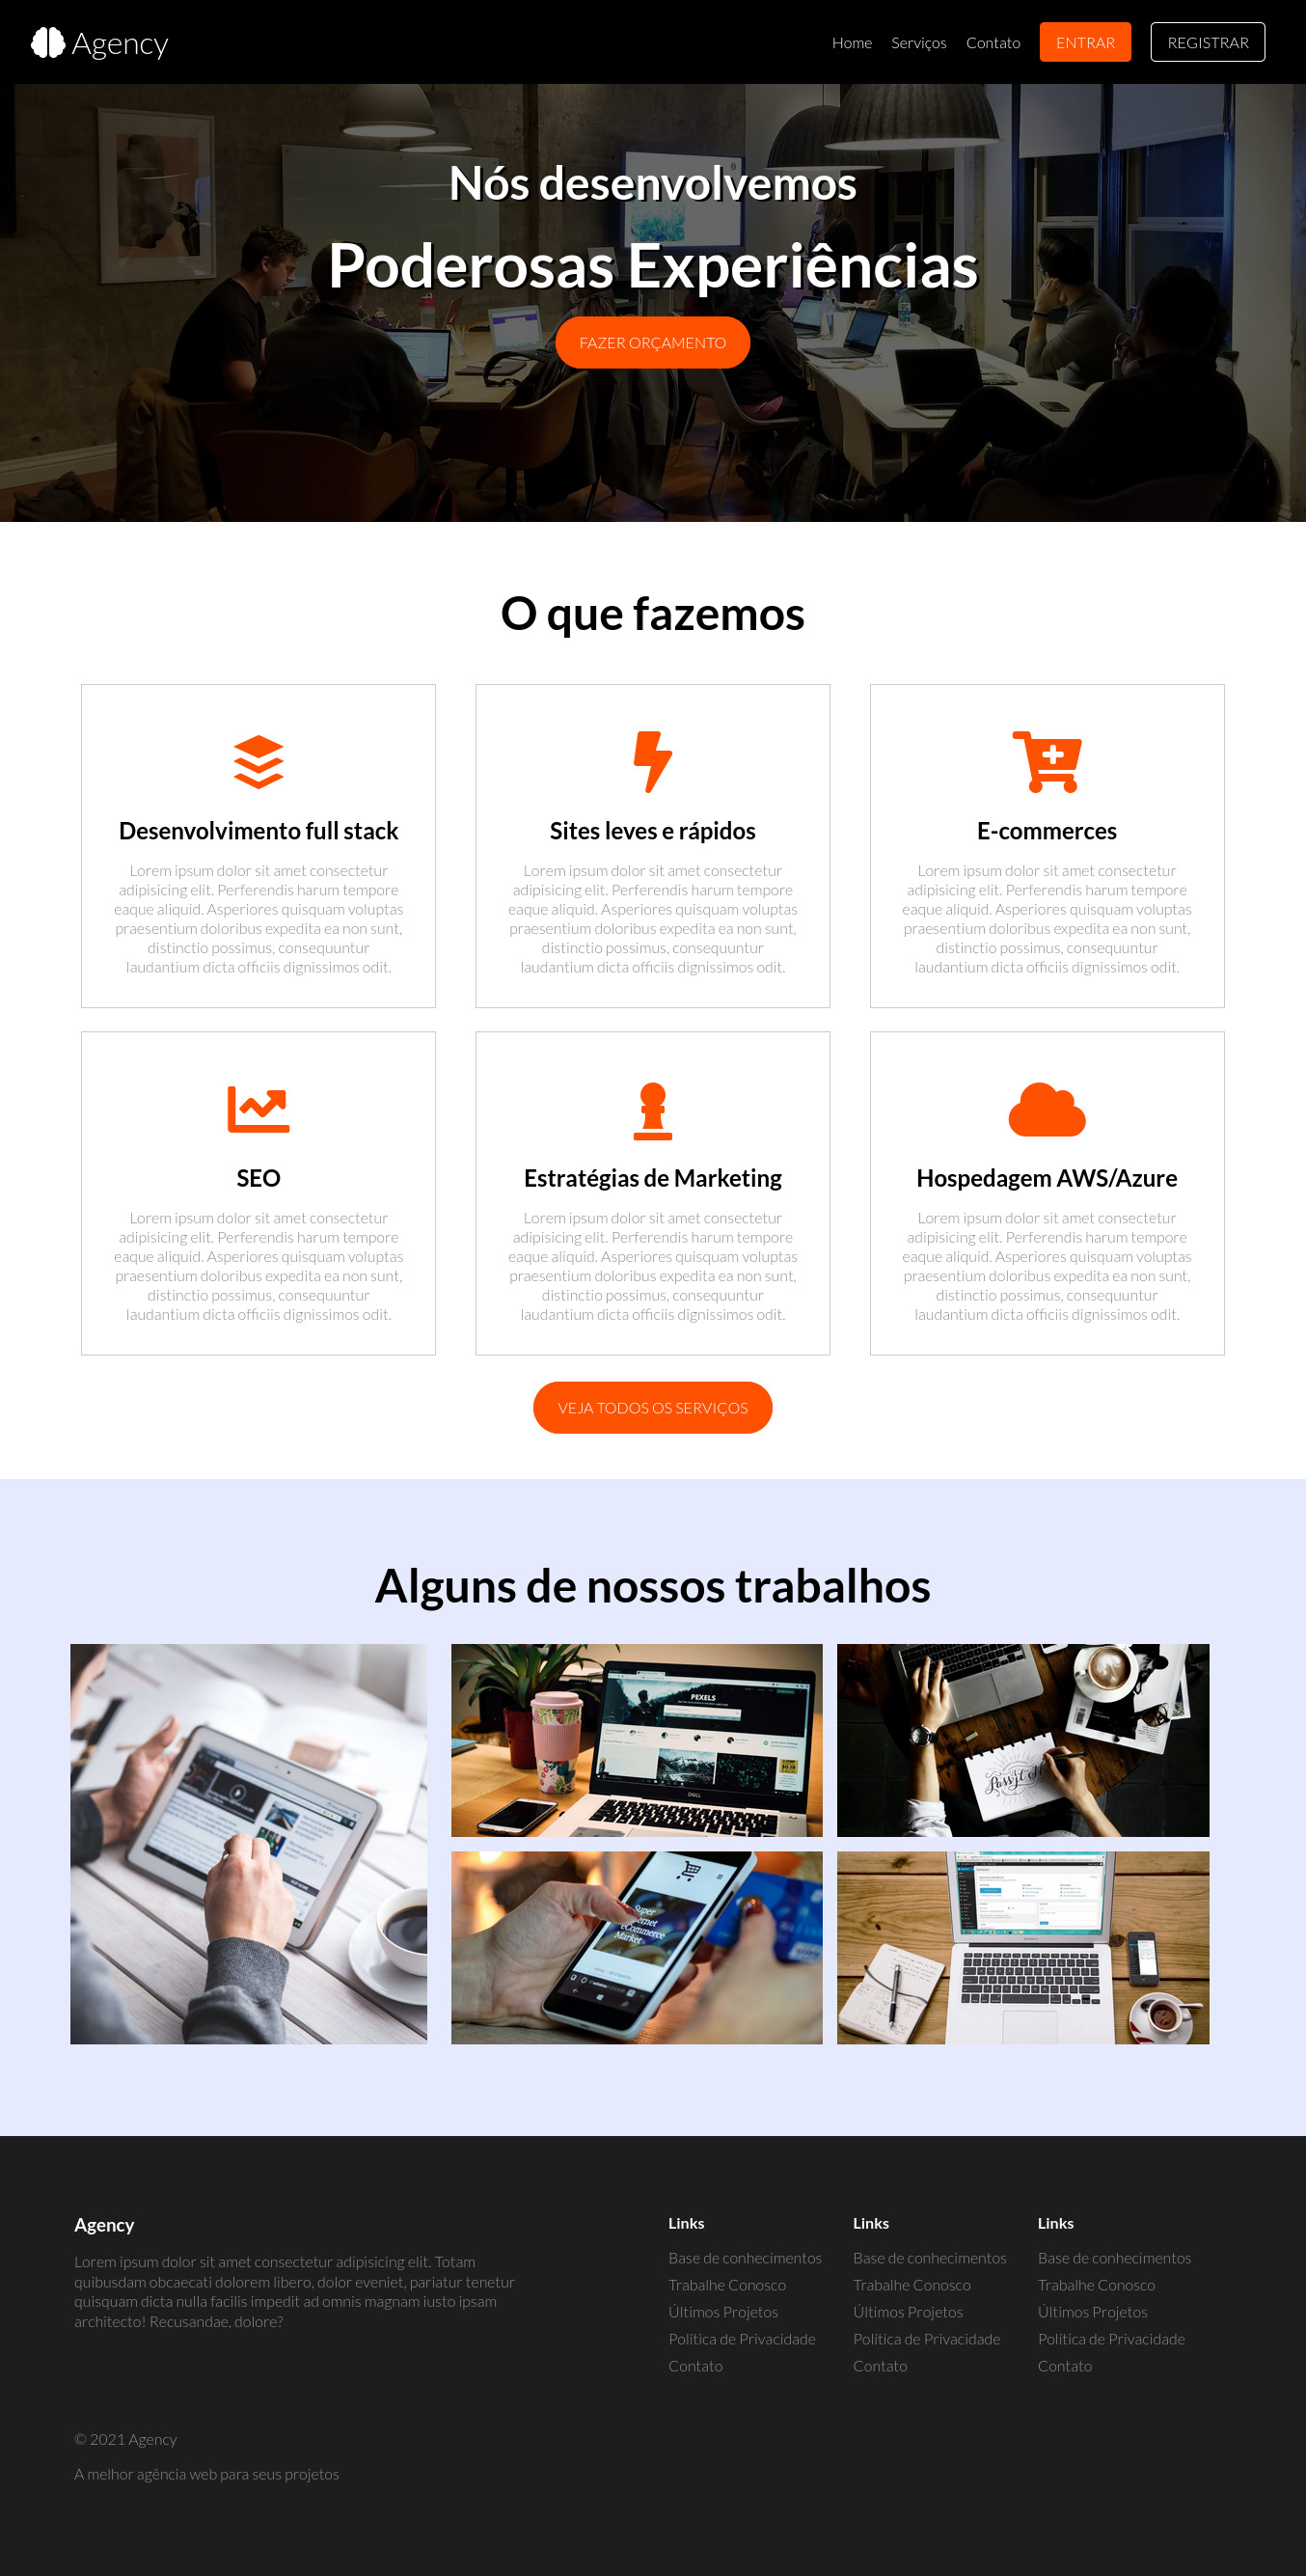 Agency
Home Serviços Contato ENTRAR REGISTRAR
Nós desenvolvemos
Poderosas Experiências
FAZER ORÇAMENTO
O que fazemos
Desenvolvimento full stack
Lorem ipsum dolor sit amet consectetur
adipisicing elit. Perferendis harum tempore
eaque aliquid. Asperiores quisquam voluptas
praesentium doloribus expedita ea non sunt,
distinctio possimus, consequuntur
laudantium dicta officiis dignissimos odit.
Sites leves e rápidos
Lorem ipsum dolor sit amet consectetur
adipisicing elit. Perferendis harum tempore
eaque aliquid. Asperiores quisquam voluptas
praesentium doloribus expedita ea non sunt,
distinctio possimus, consequuntur
laudantium dicta officiis dignissimos odit.
E-commerces
Lorem ipsum dolor sit amet consectetur
adipisicing elit. Perferendis harum tempore
eaque aliquid. Asperiores quisquam voluptas
praesentium doloribus expedita ea non sunt,
distinctio possimus, consequuntur
laudantium dicta officiis dignissimos odit.
SEO
Lorem ipsum dolor sit amet consectetur
adipisicing elit. Perferendis harum tempore
eaque aliquid. Asperiores quisquam voluptas
praesentium doloribus expedita ea non sunt,
distinctio possimus, consequuntur
laudantium dicta officiis dignissimos odit.
Estratégias de Marketing
Lorem ipsum dolor sit amet consectetur
adipisicing elit. Perferendis harum tempore
eaque aliquid. Asperiores quisquam voluptas
praesentium doloribus expedita ea non sunt,
distinctio possimus, consequuntur
laudantium dicta officiis dignissimos odit.
Hospedagem AWS/Azure
Lorem ipsum dolor sit amet consectetur
adipisicing elit. Perferendis harum tempore
eaque aliquid. Asperiores quisquam voluptas
praesentium doloribus expedita ea non sunt,
distinctio possimus, consequuntur
laudantium dicta officiis dignissimos odit.
VEJA TODOS OS SERVIÇOS
Alguns de nossos trabalhos
PEXELS
DELL
Super
eCommerce
Market
Agency
Lorem ipsum dolor sit amet consectetur adipisicing elit. Totam
quibusdam obcaecati dolorem libero, dolor eveniet, pariatur tenetur
quisquam dicta nulla facilis impedit ad omnis magnam iusto ipsam
architecto! Recusandae, dolore?
Links
Base de conhecimentos
Trabalhe Conosco
Últimos Projetos
Política de Privacidade
Contato
Links
Base de conhecimentos
Trabalhe Conosco
Últimos Projetos
Política de Privacidade
Contato
Links
Base de conhecimentos
Trabalhe Conosco
Últimos Projetos
Política de Privacidade
Contato
© 2021 Agency
A melhor agência web para seus projetos